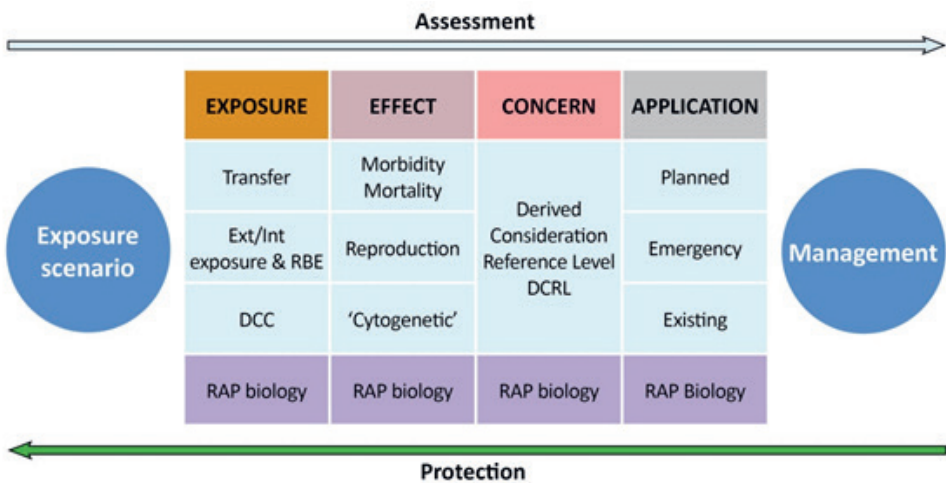 Assessment
EXPOSURE EFFECT CONCERN APPLICATION
Exposure
scenario
Transfer
Morbidity
Mortality
Derived
Consideration
Reference Level
DCRL
Planned
Ext/Int
exposure & RBE
Reproduction
Emergency
DCC
‘Cytogenetic’
Existing
RAP biology RAP biology RAP biology RAP Biology
Management
Protection